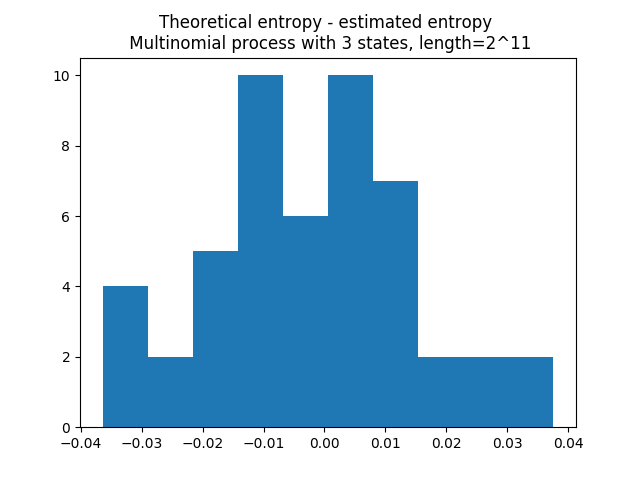 Theoretical entropy - estimated entropy
Multinomial process with 3 states, length=2^11
10
8
6
4
2
0
−0.04 −0.03 −0.02 −0.01 0.00 0.01 0.02 0.03 0.04